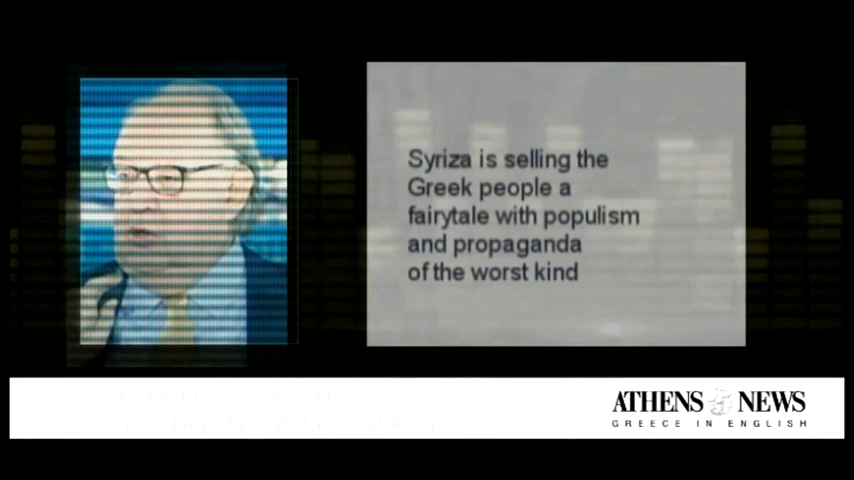 Syriza is selling the
Greek people a
fairytale with populism
and propaganda
of the worst kind
ATHENS NEWS
GREECE IN ENGLISH